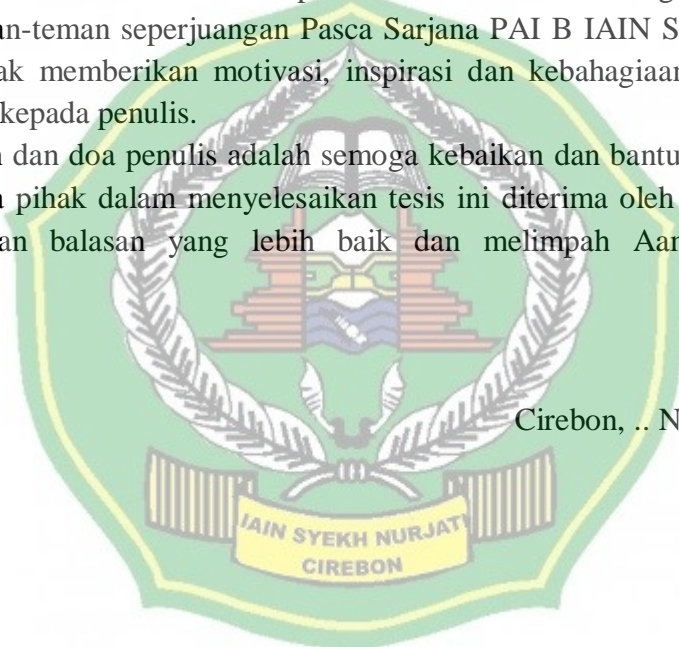 an-teman seperjuangan Pasca Sarjana PAI B IAIN S
ak memberikan motivasi, inspirasi dan kebahagiaan
kepada penulis.
dan doa penulis adalah semoga kebaikan dan bantu
pihak dalam menyelesaikan tesis ini diterima oleh
an balasan yang lebih baik dan melimpah Aan
Cirebon, .. N
IAIN SYEKH NURJATI
CIREBON